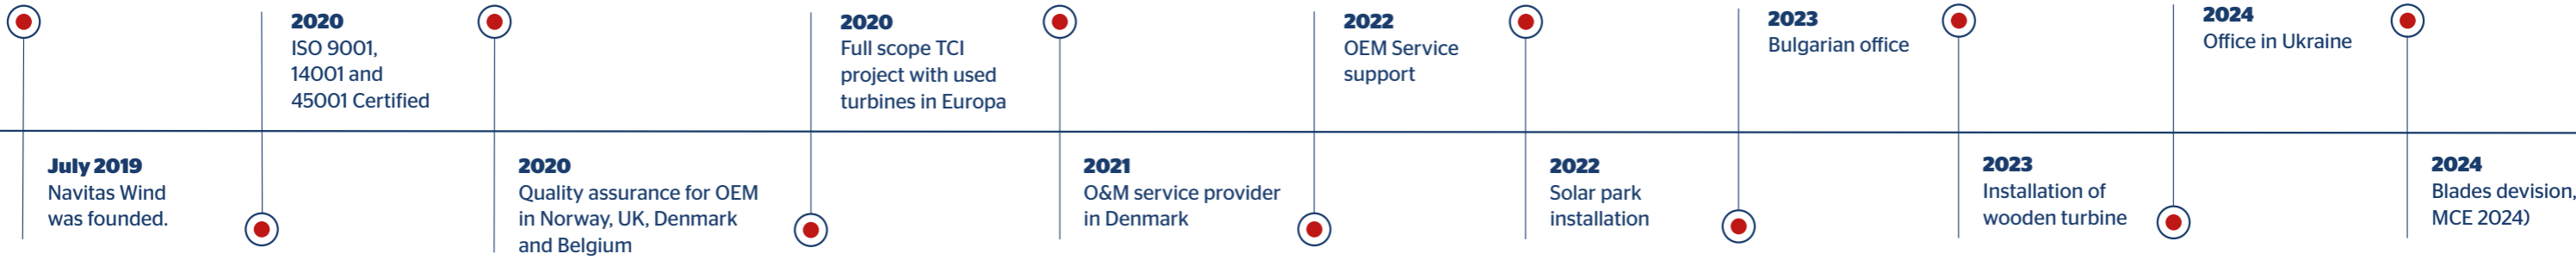 July 2019
Navitas Wind
was founded.
2020
ISO 9001,
14001 and
45001 Certified
2020
Quality assurance for OEM
in Norway, UK, Denmark
and Belgium
2020
Full scope TCI
project with used
turbines in Europa
2021
O&M service provider
in Denmark
2022
OEM Service
support
2022
Solar park
installation
2023
Bulgarian office
2023
Installation of
wooden turbine
2024
Office in Ukraine
2024
Blades devision,
MCE 2024)